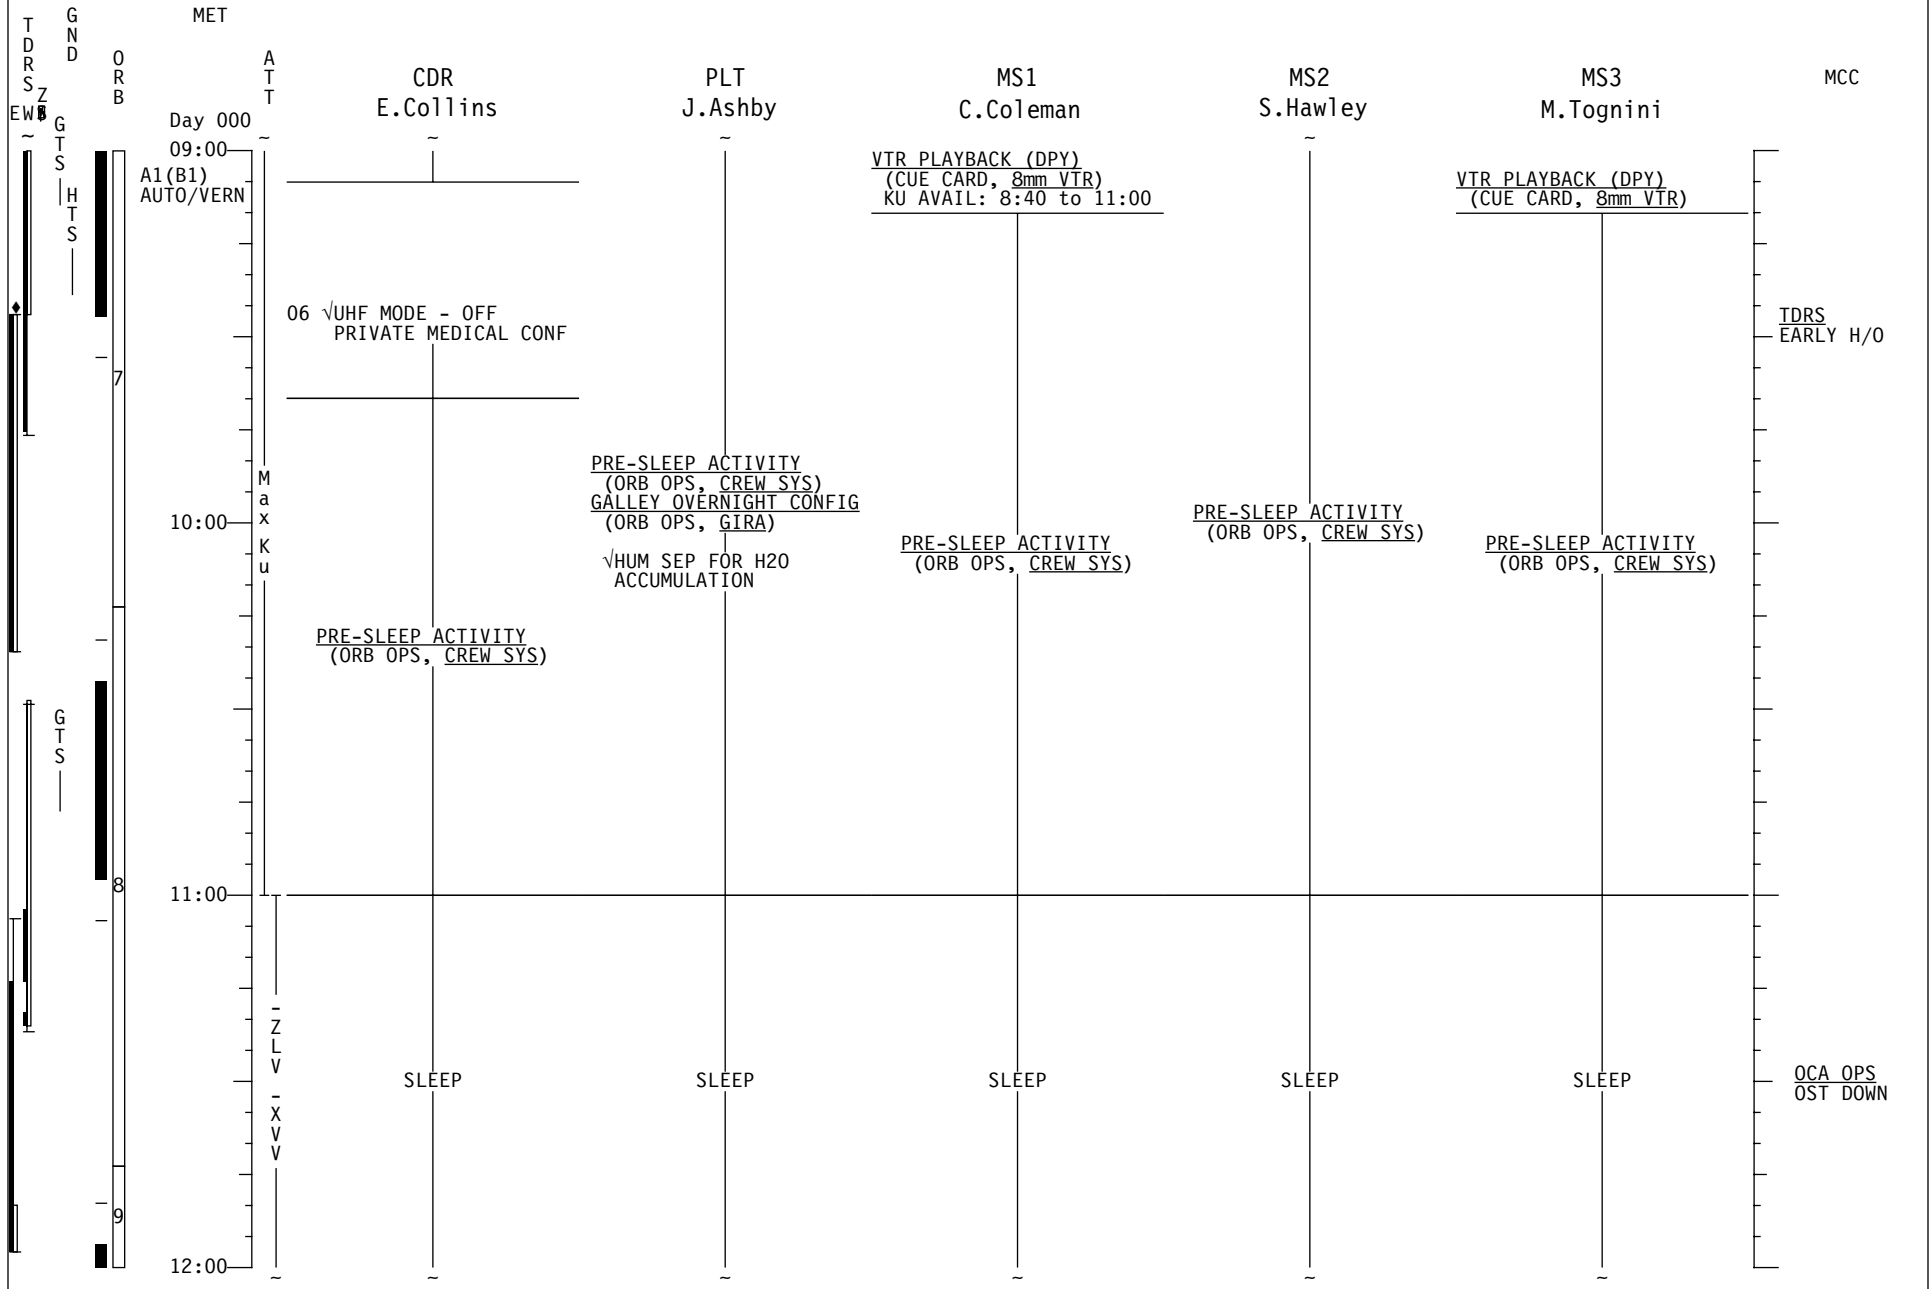 TDRS
GND
MET
ORB
ATT
CDR
E.Collins
PLT
J.Ashby
MS1
C.Coleman
MS2
S.Hawley
MS3
M.Tognini
MCC
EW
Z
Day 000
GTS
09:00
A1(B1)
AUTO/VERN
HTS
VTR PLAYBACK (DPY)
(CUE CARD, 8mm VTR)
KU AVAIL: 8:40 to 11:00
VTR PLAYBACK (DPY)
(CUE CARD, 8mm VTR)
O6 √UHF MODE - OFF
PRIVATE MEDICAL CONF
TDRS
EARLY H/O
7
Max Ku
PRE-SLEEP ACTIVITY
(ORB OPS, CREW SYS)
GALLEY OVERNIGHT CONFIG
(ORB OPS, GIRA)
√HUM SEP FOR H2O
ACCUMULATION
10:00
PRE-SLEEP ACTIVITY
(ORB OPS, CREW SYS)
PRE-SLEEP ACTIVITY
(ORB OPS, CREW SYS)
PRE-SLEEP ACTIVITY
(ORB OPS, CREW SYS)
PRE-SLEEP ACTIVITY
(ORB OPS, CREW SYS)
GTS
8
11:00
-ZLV -XVV
SLEEP
SLEEP
SLEEP
SLEEP
SLEEP
OCA OPS
OST DOWN
9
12:00